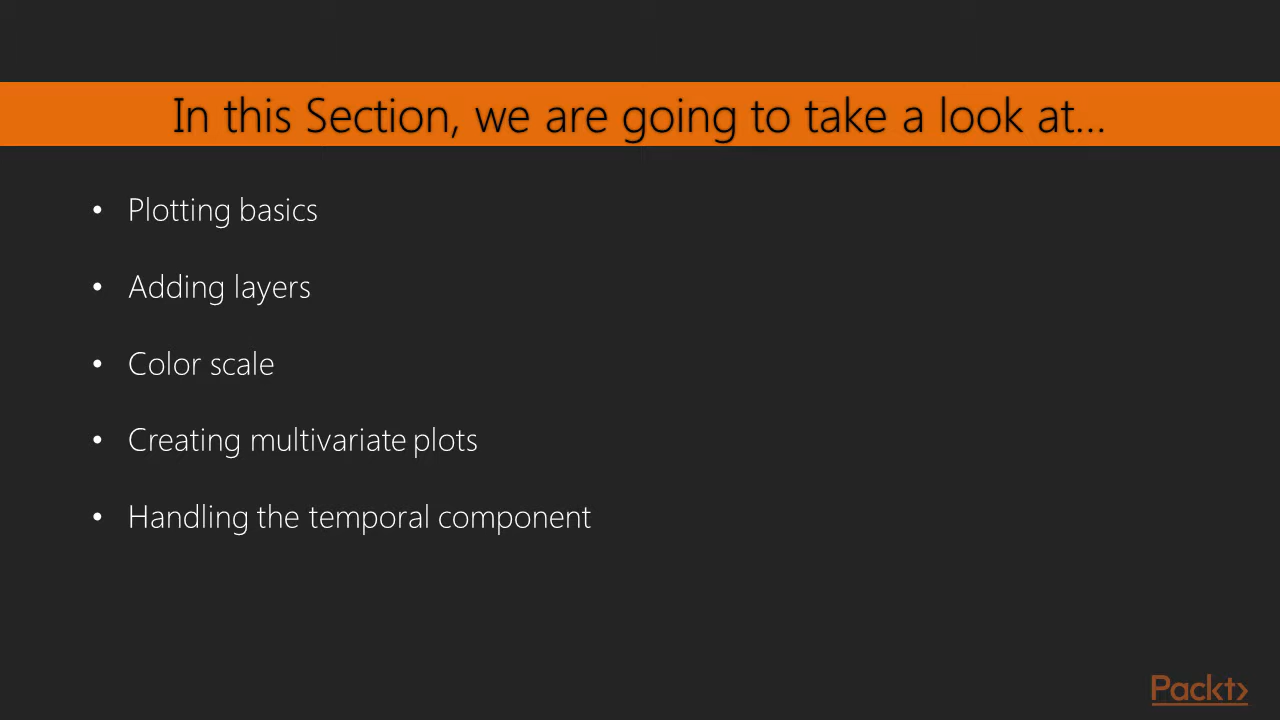 In this Section, we are going to take a look at...
• Plotting basics
• Adding layers
• Color scale
• Creating multivariate plots
• Handling the temporal component
Packt>